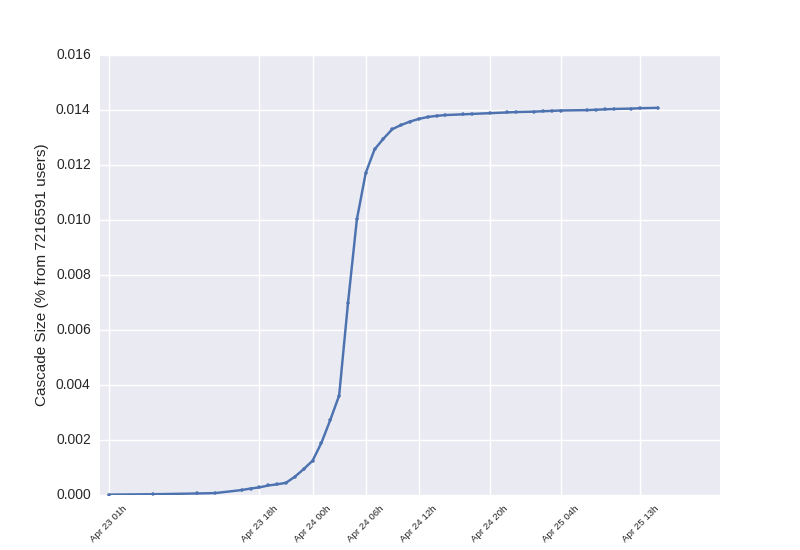 0.016
0.014
0.012
0.010
0.008
0.006
0.004
0.002
0.000
Cascade Size (% from 7216591 users)
Apr 23 01h
Apr 23 18h
Apr 24 00h
Apr 24 06h
Apr 24 12h
Apr 24 20h
Apr 25 04h
Apr 25 13h